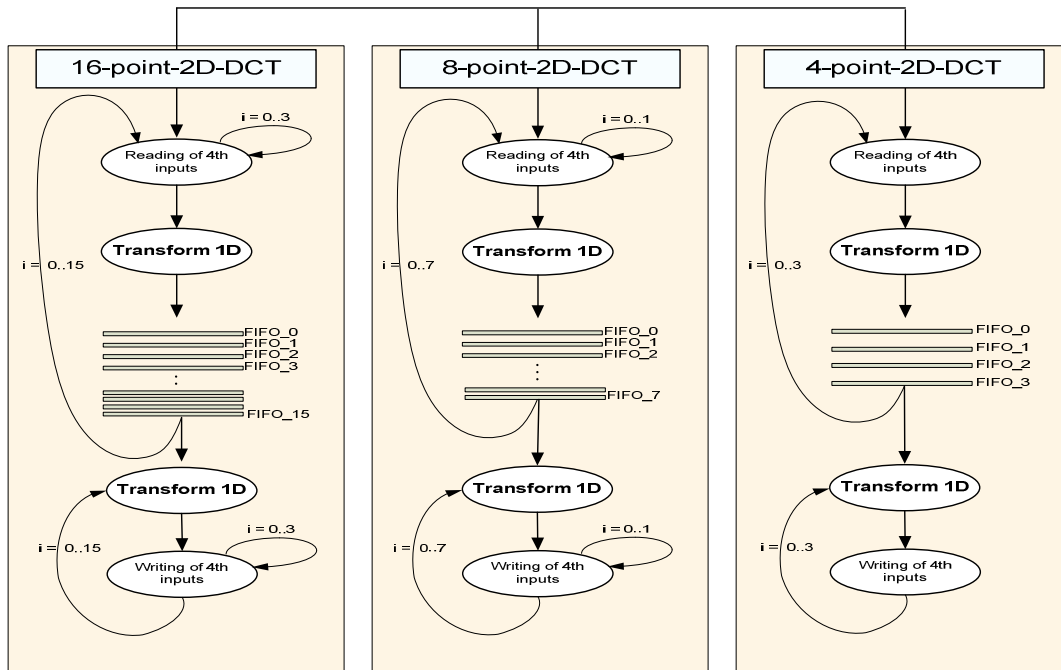 16-point-2D-DCT
i = 0..3
Reading of 4th
inputs
Transform 1D
i = 0..15
FIFO_0
FIFO_1
FIFO_2
FIFO_3
⋮
FIFO_15
Transform 1D
i = 0..3
i = 0..15
Writing of 4th
inputs
8-point-2D-DCT
i = 0..1
Reading of 4th
inputs
Transform 1D
i = 0..7
FIFO_0
FIFO_1
FIFO_2
⋮
FIFO_7
Transform 1D
i = 0..1
i = 0..7
Writing of 4th
inputs
4-point-2D-DCT
Reading of 4th
inputs
Transform 1D
i = 0..3
FIFO_0
FIFO_1
FIFO_2
FIFO_3
Transform 1D
i = 0..3
Writing of 4th
inputs